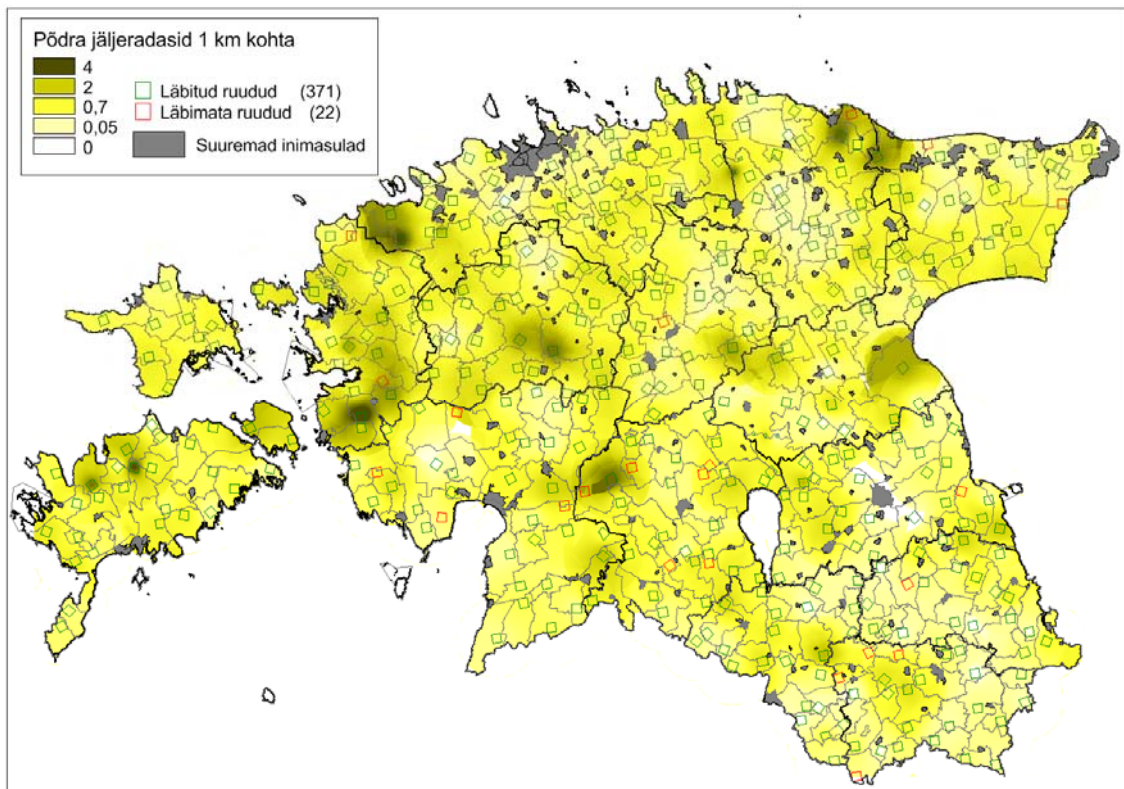 Põdra jäljeradasid 1 km kohta
4
2
0,7
0,05
0
Läbitud ruudud (371)
Läbimata ruudud (22)
Suuremad inimasulad